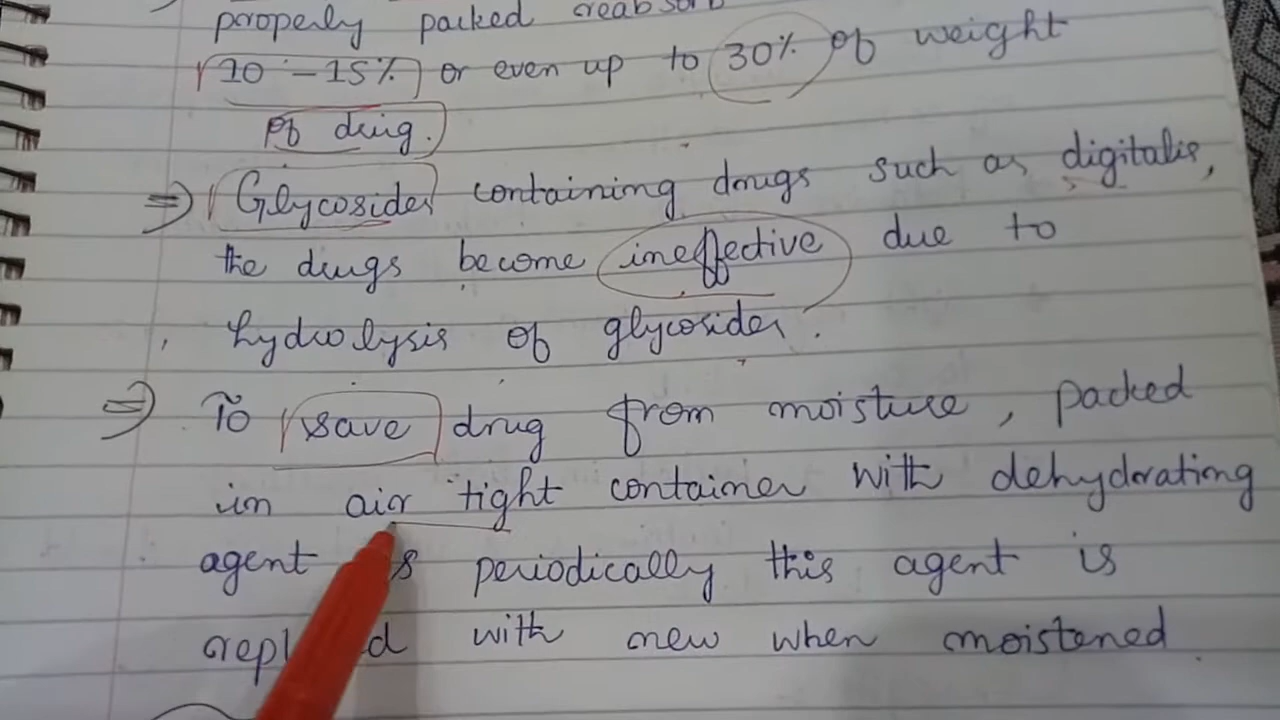 properly packed reabsorb
10 - 15% or even up to 30% of weight
of drug.
⇒ Glycosides containing drugs such as digitalis,
the drugs become ineffective due to
hydrolysis of glycosides.
⇒ To save drug from moisture, packed
in air tight container with dehydrating
agent periodically this agent is
with new when moistened